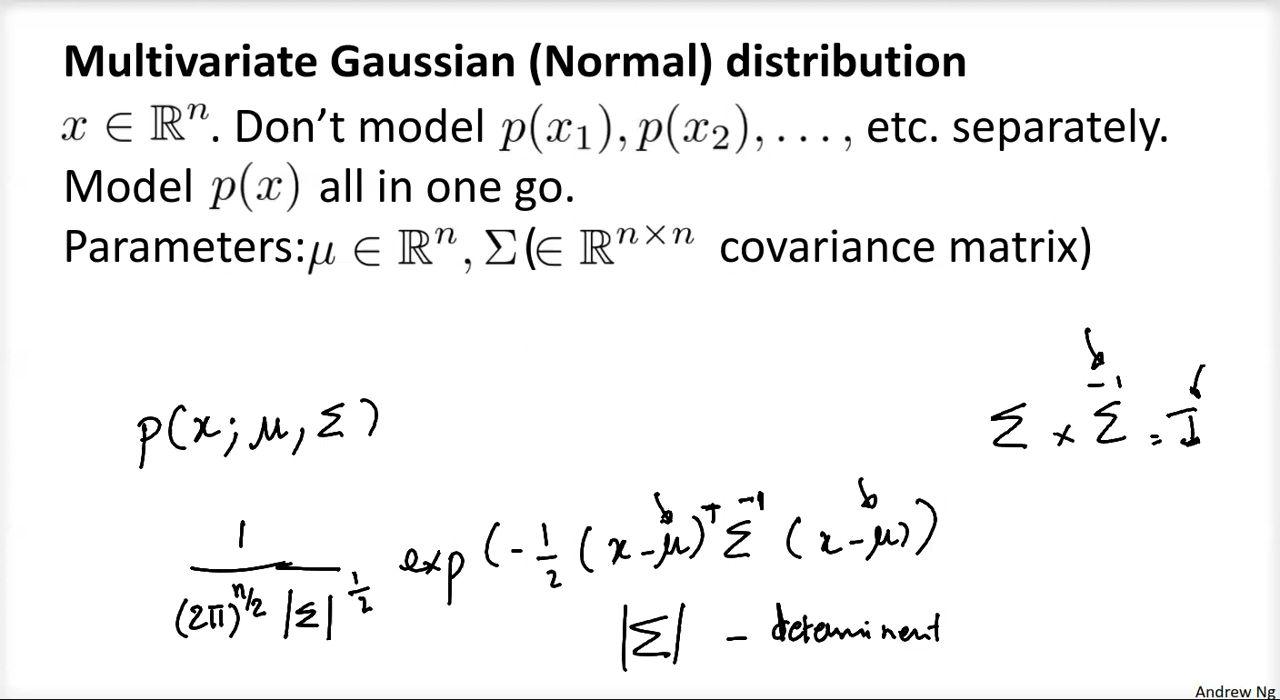 Multivariate Gaussian (Normal) distribution
x ∈ ℝⁿ. Don’t model p(x₁), p(x₂), . . . , etc. separately.
Model p(x) all in one go.
Parameters: μ ∈ ℝⁿ, Σ (∈ ℝⁿˣⁿ covariance matrix)
p(x; μ, Σ)
Σ × Σ⁻¹ = I
1 / (2π)^(n/2) |Σ|^(1/2) exp(-1/2 (x-μ)ᵀ Σ⁻¹ (x-μ))
|Σ| - determinent
Andrew Ng